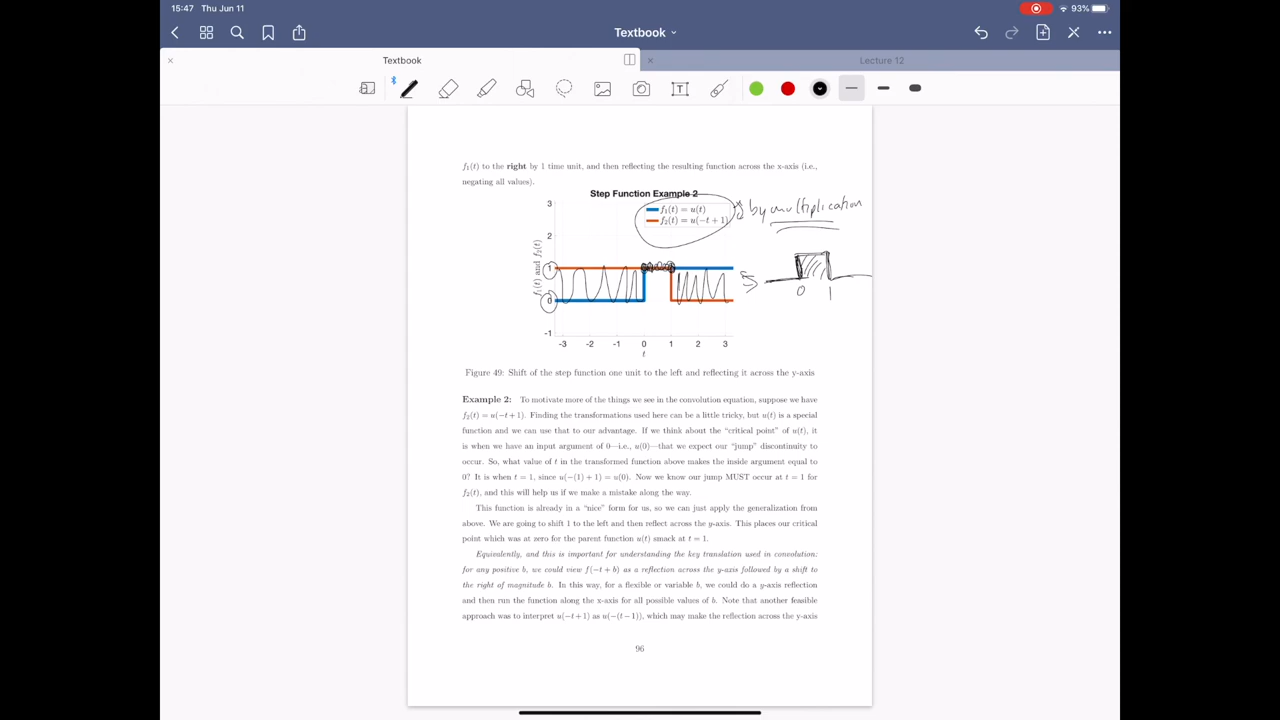 15:47 Thu Jun 11
93%
Textbook
Textbook
Lecture 12
f₁(t) to the right by 1 time unit, and then reflecting the resulting function across the x-axis (i.e.,
negating all values).
Step Function Example 2
f₁(t) = u(t)
f₂(t) = u(−t + 1)
by multiplication
3
2
1
0
-1
f₁(t) and f₂(t)
-3 -2 -1 0 1 2 3
t
0 1
Figure 49: Shift of the step function one unit to the left and reflecting it across the y-axis
Example 2: To motivate more of the things we see in the convolution equation, suppose we have
f₂(t) = u(−t+1). Finding the transformations used here can be a little tricky, but u(t) is a special
function and we can use that to our advantage. If we think about the “critical point” of u(t), it
is when we have an input argument of 0—i.e., u(0)—that we expect our “jump” discontinuity to
occur. So, what value of t in the transformed function above makes the inside argument equal to
0? It is when t = 1, since u(−(1) + 1) = u(0). Now we know our jump MUST occur at t = 1 for
f₂(t), and this will help us if we make a mistake along the way.
This function is already in a “nice” form for us, so we can just apply the generalization from
above. We are going to shift 1 to the left and then reflect across the y-axis. This places our critical
point which was at zero for the parent function u(t) smack at t = 1.
Equivalently, and this is important for understanding the key translation used in convolution:
for any positive b, we could view f(−t + b) as a reflection across the y-axis followed by a shift to
the right of magnitude b. In this way, for a flexible or variable b, we could do a y-axis reflection
and then run the function along the x-axis for all possible values of b. Note that another feasible
approach was to interpret u(−t+1) as u(−(t−1)), which may make the reflection across the y-axis
96